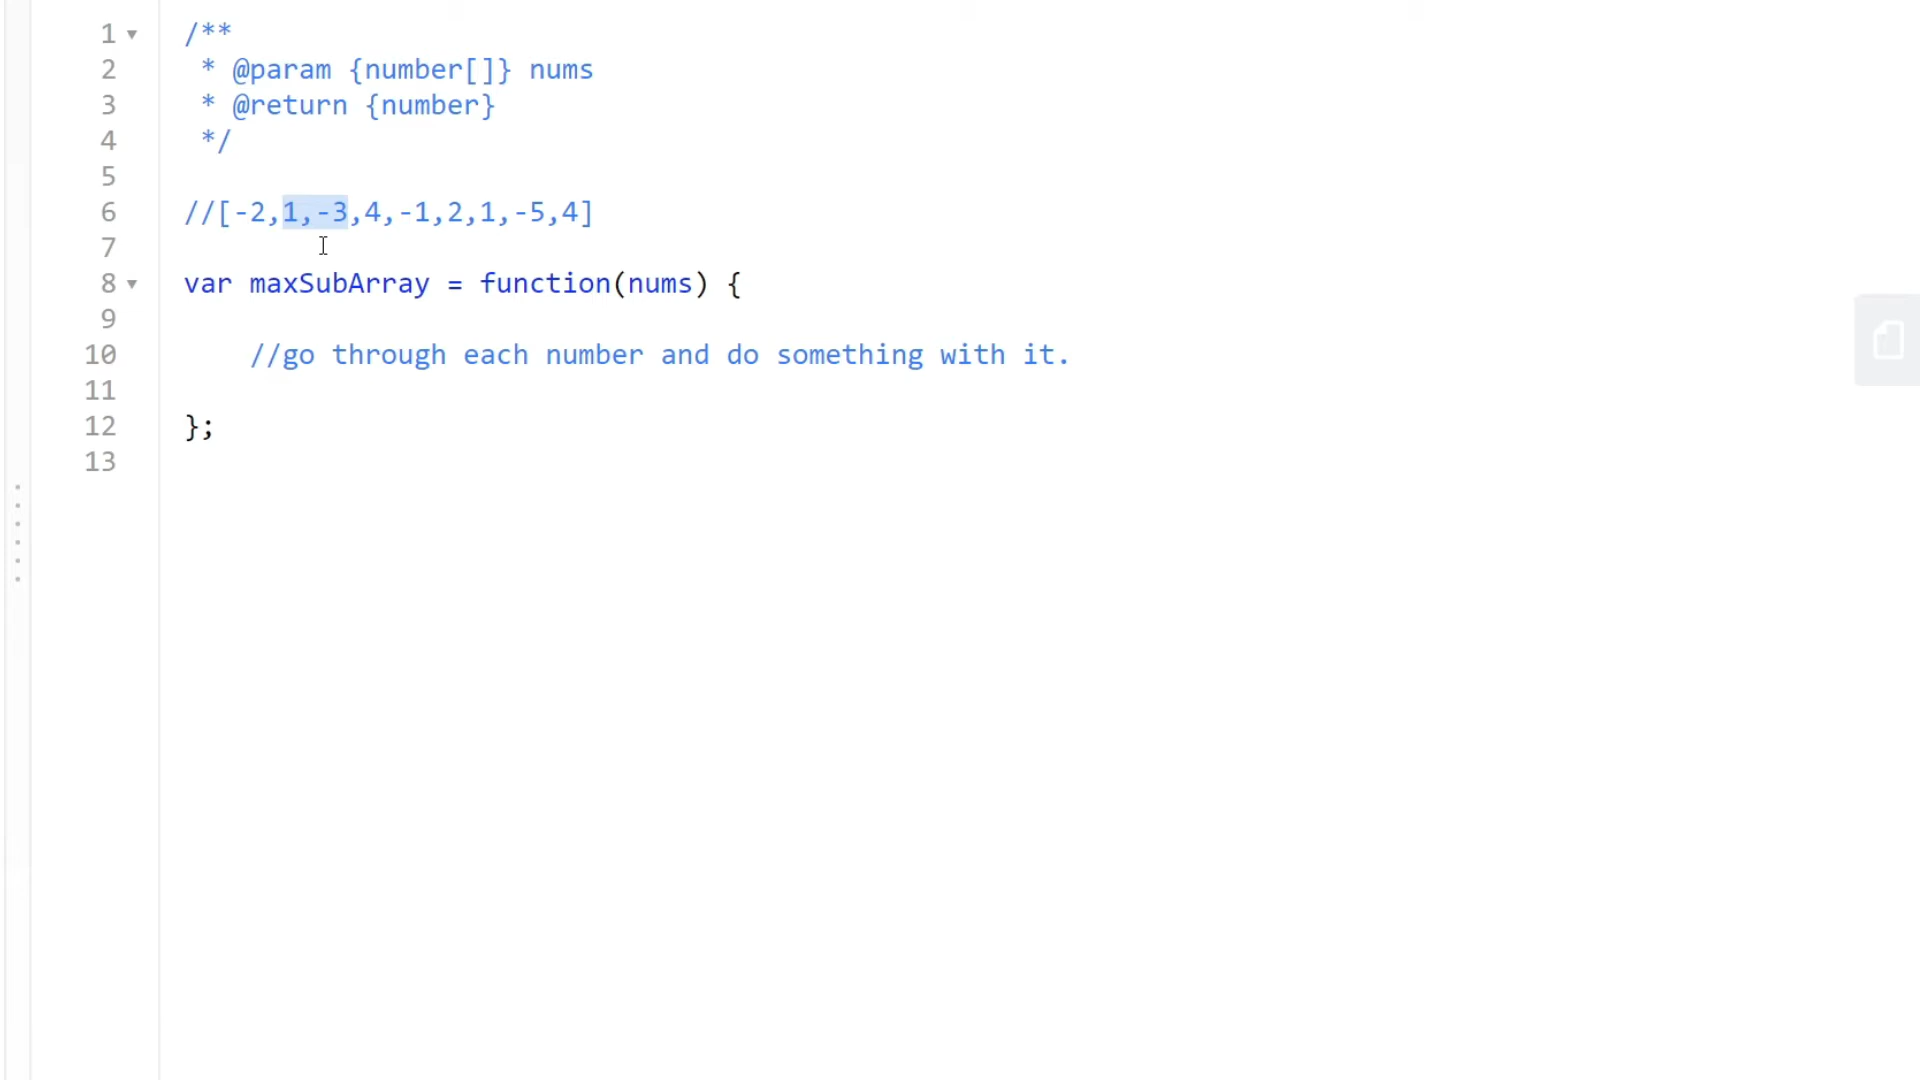 1 /**
2 * @param {number[]} nums
3 * @return {number}
4 */
5
6 //[-2,1,-3,4,-1,2,1,-5,4]
7
8 var maxSubArray = function(nums) {
9
10 //go through each number and do something with it.
11
12 };
13